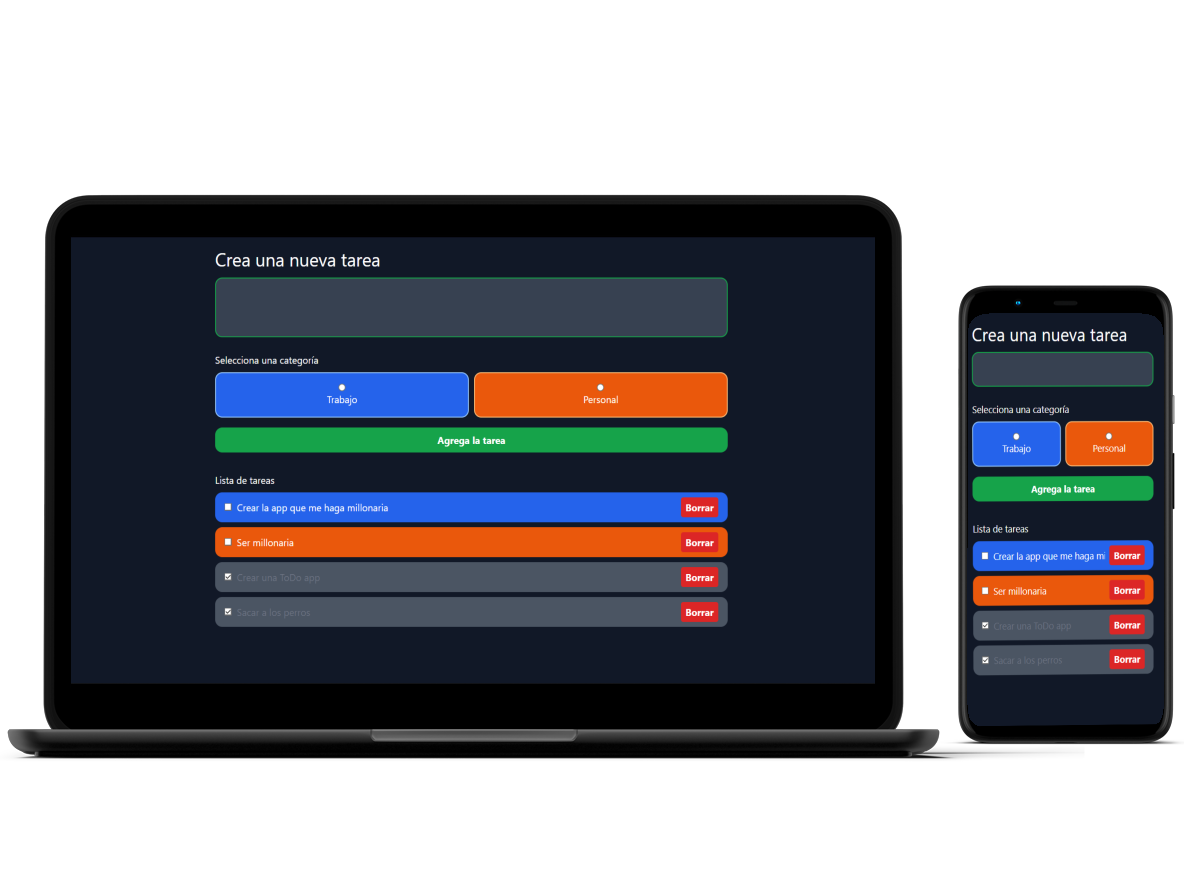 Crea una nueva tarea
Selecciona una categoría
Trabajo
Personal
Agrega la tarea
Lista de tareas
Crear la app que me haga millonaria
Borrar
Ser millonaria
Borrar
Crear una ToDo app
Borrar
Sacar a los perros
Borrar
Crea una nueva tarea
Selecciona una categoría
Trabajo
Personal
Agrega la tarea
Lista de tareas
Crear la app que me haga mi
Borrar
Ser millonaria
Borrar
Crear una ToDo app
Borrar
Sacar a los perros
Borrar